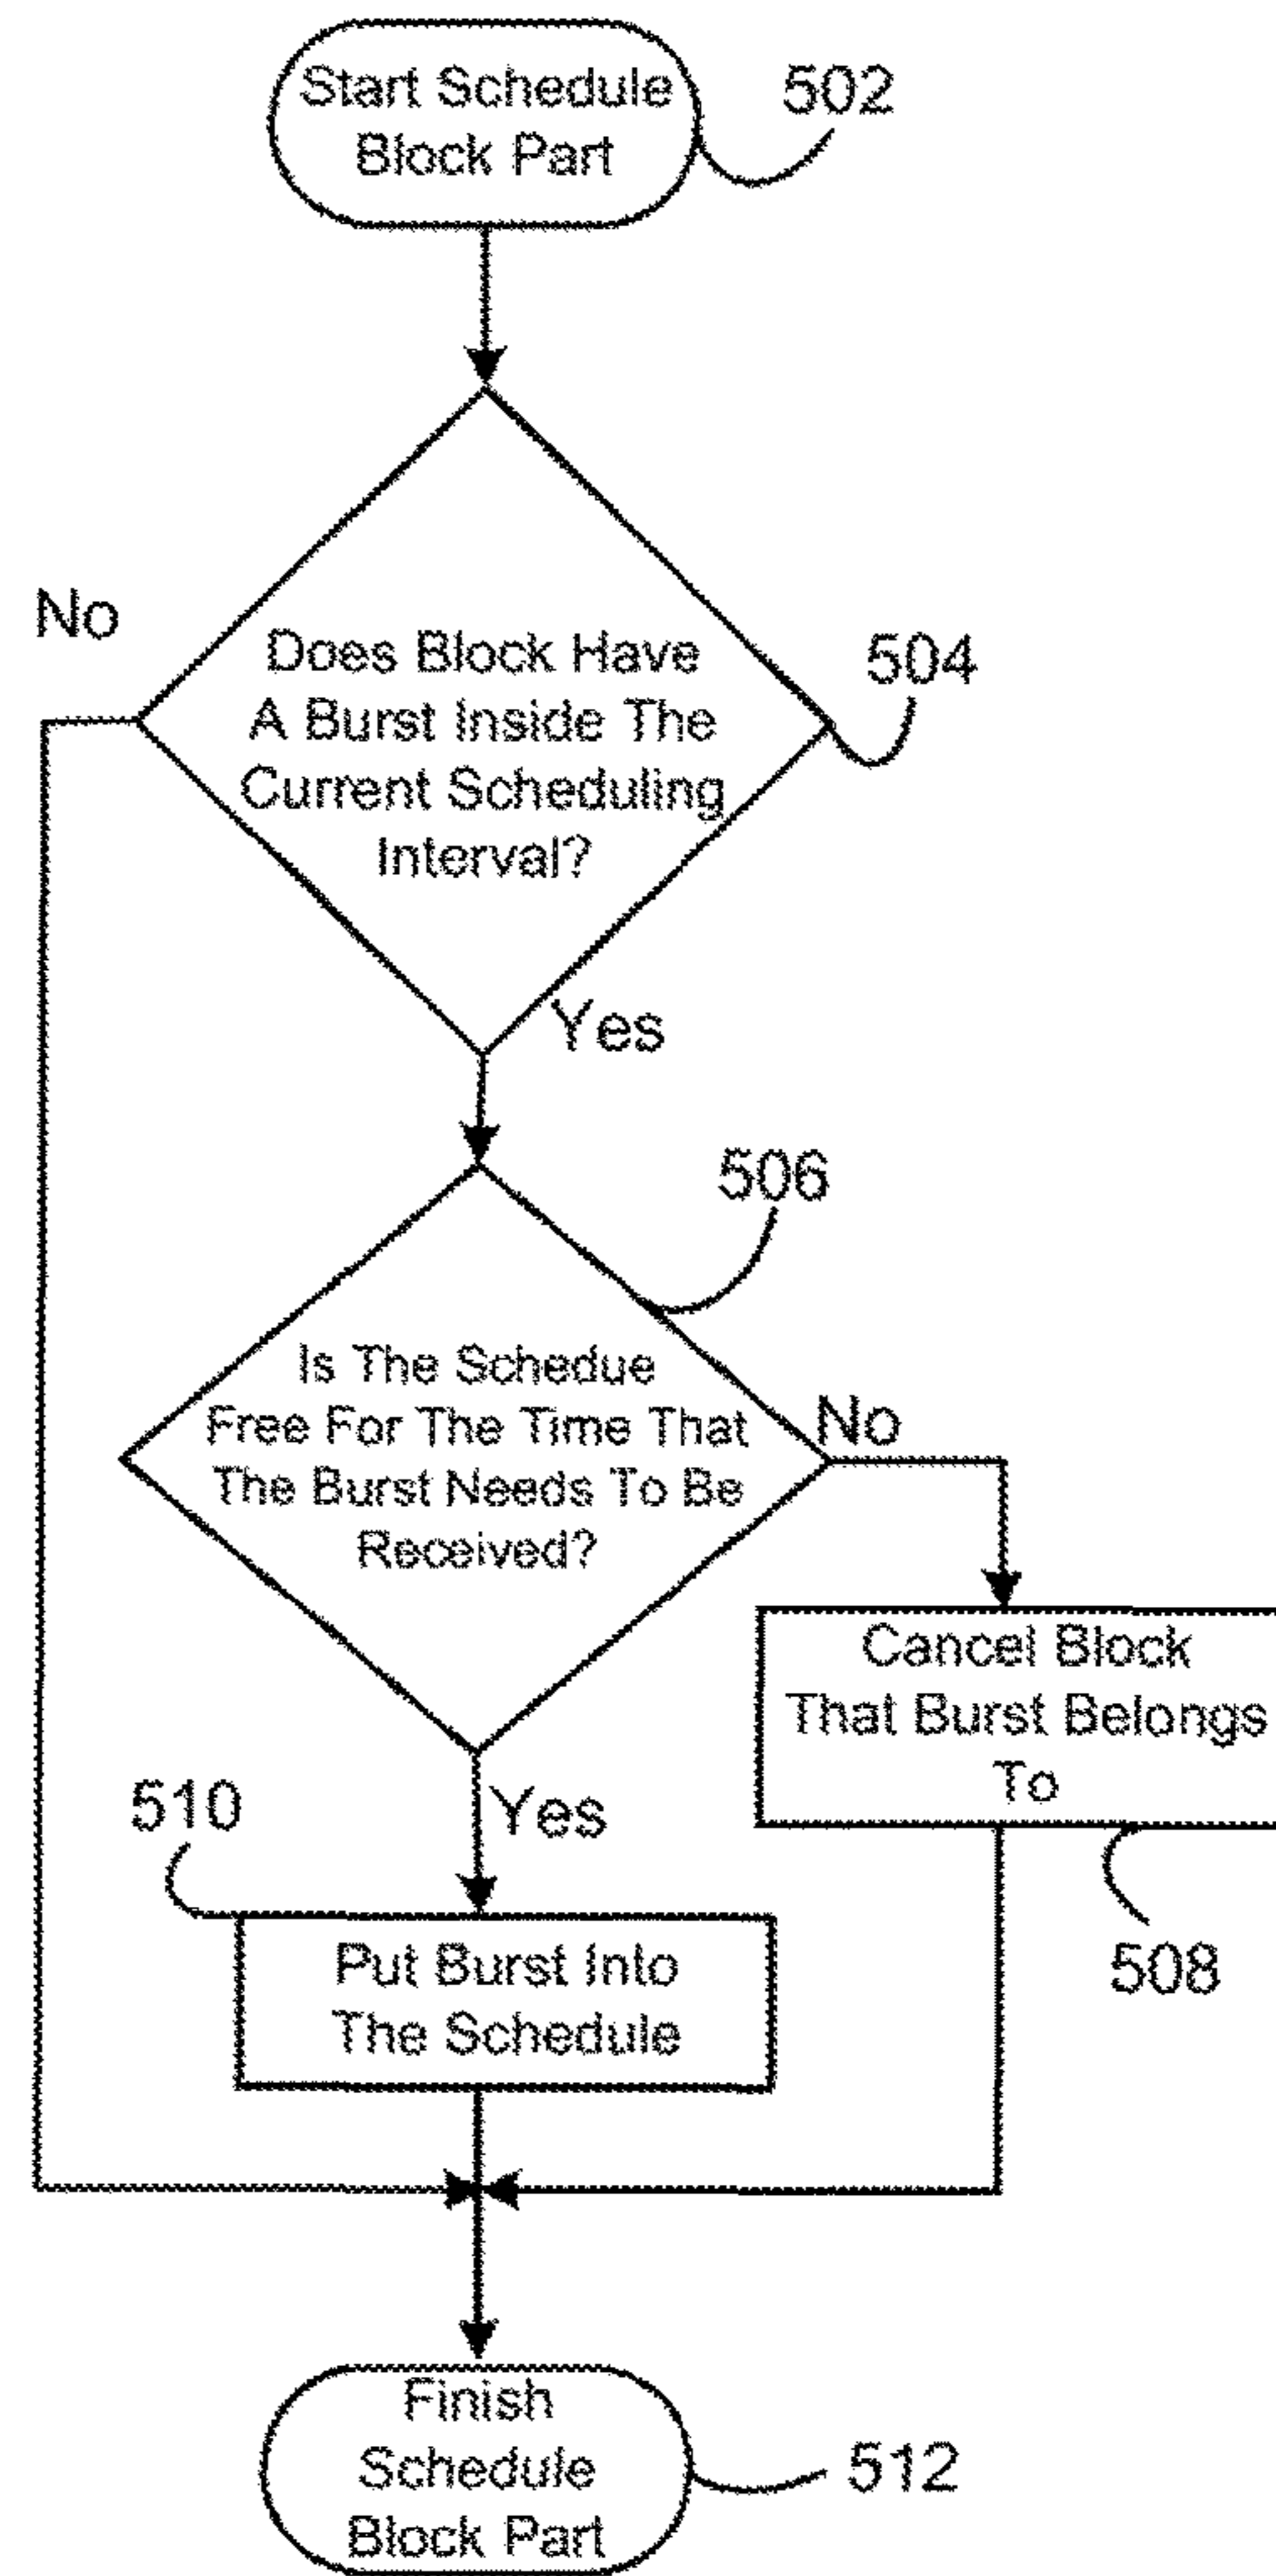 Start Schedule
Block Part
502
No
Does Block Have
A Burst Inside The
Current Scheduling
Interval?
504
Yes
506
Is The Schedue
Free For The Time That
The Burst Needs To Be
Received?
No
Cancel Block
That Burst Belongs
To
508
Yes
510
Put Burst Into
The Schedule
Finish
Schedule
Block Part
512